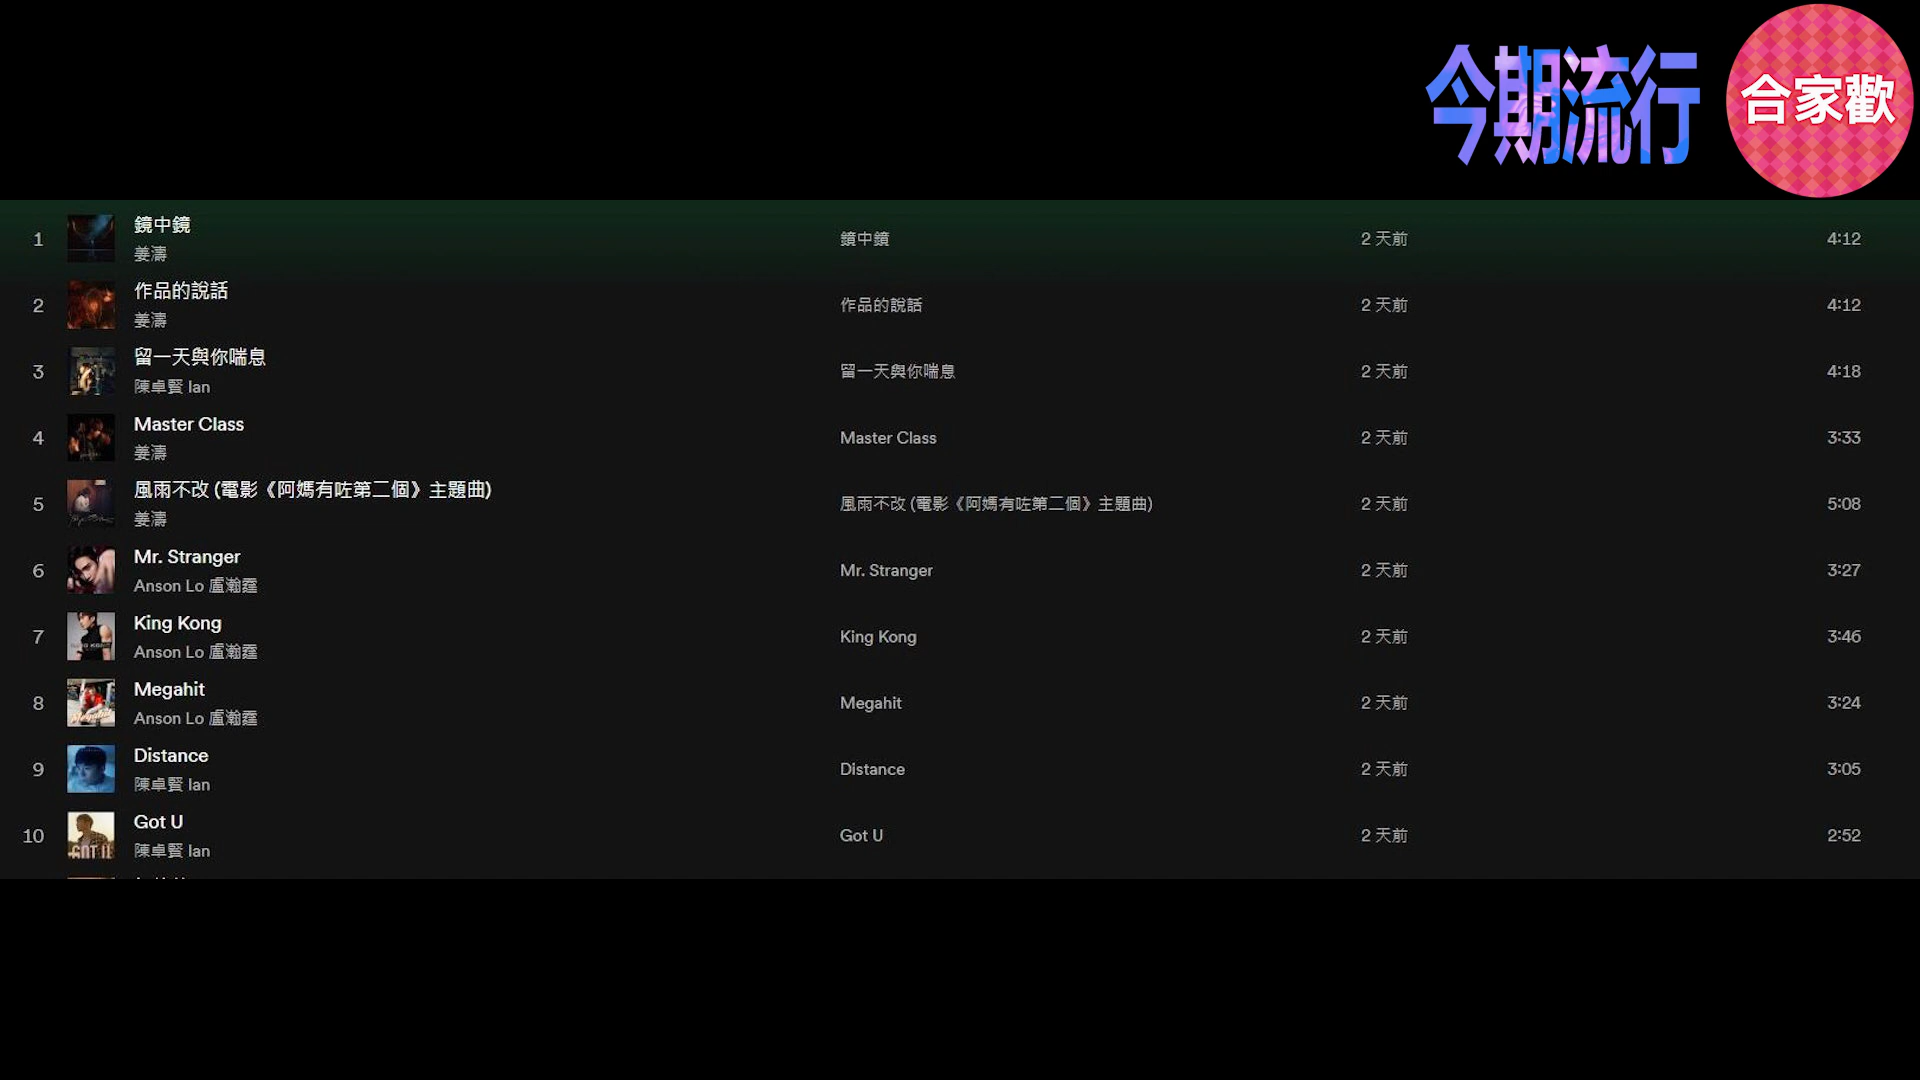 今期流行
合家歡
1 鏡中鏡 鏡中鏡 2 天前 4:12
姜濤
2 作品的說話 作品的說話 2 天前 4:12
姜濤
3 留一天與你喘息 留一天與你喘息 2 天前 4:18
陳卓賢 Ian
4 Master Class Master Class 2 天前 3:33
姜濤
5 風雨不改 (電影《阿媽有咗第二個》主題曲) 風雨不改 (電影《阿媽有咗第二個》主題曲) 2 天前 5:08
姜濤
6 Mr. Stranger Mr. Stranger 2 天前 3:27
Anson Lo 盧瀚霆
7 King Kong King Kong 2 天前 3:46
Anson Lo 盧瀚霆
8 Megahit Megahit 2 天前 3:24
Anson Lo 盧瀚霆
9 Distance Distance 2 天前 3:05
陳卓賢 Ian
10 Got U Got U 2 天前 2:52
陳卓賢 Ian
GOT U